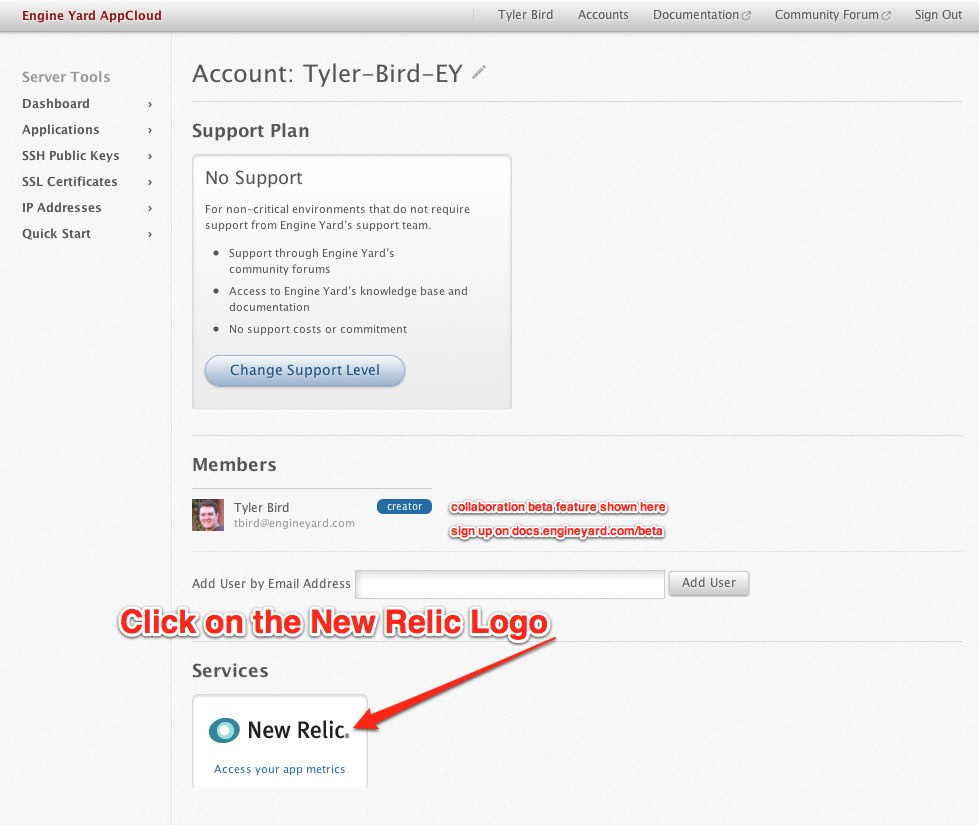 Engine Yard AppCloud
Tyler Bird
Accounts
Documentation
Community Forum
Sign Out
Server Tools
Dashboard
Applications
SSH Public Keys
SSL Certificates
IP Addresses
Quick Start
Account: Tyler-Bird-EY
Support Plan
No Support
For non-critical environments that do not require
support from Engine Yard's support team.
Support through Engine Yard's
community forums
Access to Engine Yard's knowledge base and
documentation
No support costs or commitment
Change Support Level
Members
Tyler Bird
creator
tbird@engineyard.com
collaboration beta feature shown here
sign up on docs.engineyard.com/beta
Add User by Email Address
Add User
Click on the New Relic Logo
Services
New Relic®
Access your app metrics